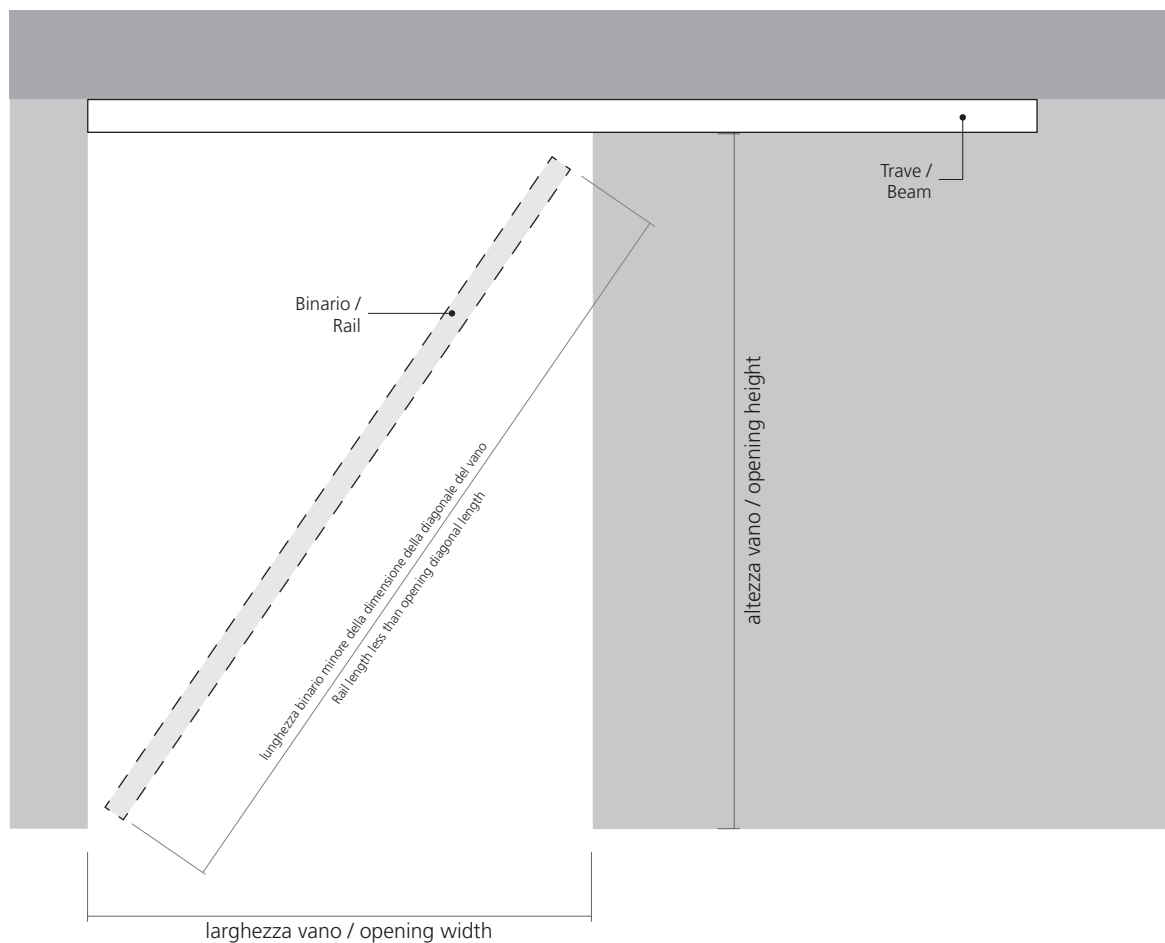 Trave /
Beam
Binario /
Rail
altezza vano / opening height
lunghezza binario minore della dimensione della diagonale del vano
Rail length less than opening diagonal length
larghezza vano / opening width